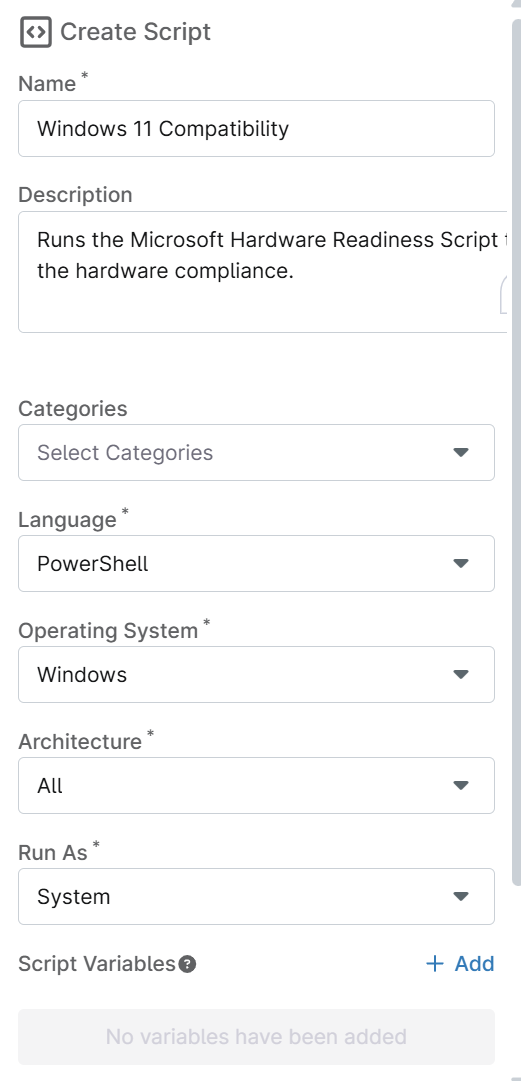 Create Script
Name *
Windows 11 Compatibility
Description
Runs the Microsoft Hardware Readiness Script
the hardware compliance.
Categories
Select Categories
Language *
PowerShell
Operating System *
Windows
Architecture *
All
Run As *
System
Script Variables ?
+ Add
No variables have been added